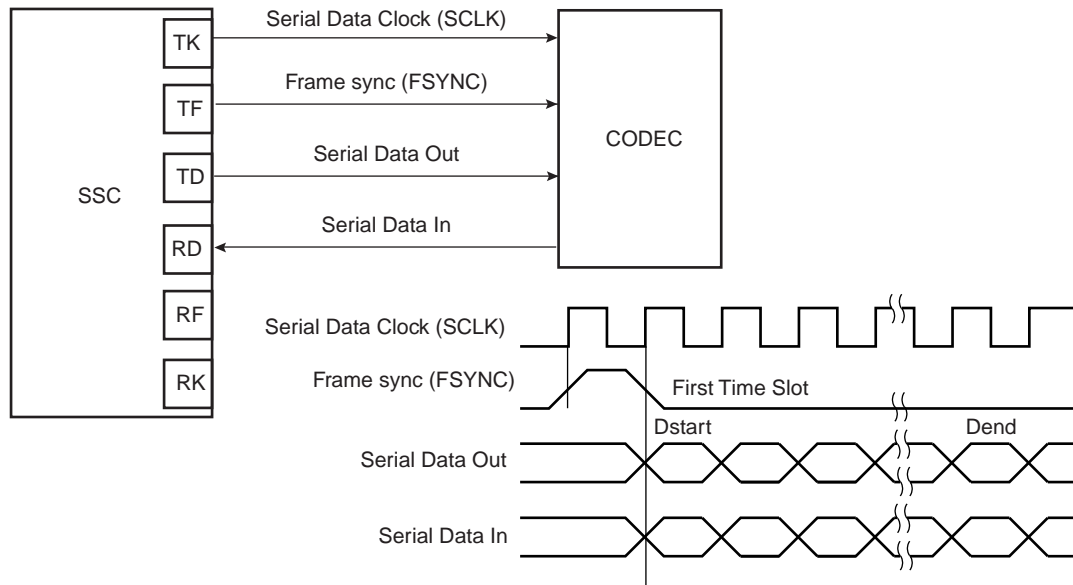 SSC
TK
TF
TD
RD
RF
RK
Serial Data Clock (SCLK)
Frame sync (FSYNC)
Serial Data Out
Serial Data In
CODEC
Serial Data Clock (SCLK)
Frame sync (FSYNC)
First Time Slot
Dstart
Dend
Serial Data Out
Serial Data In